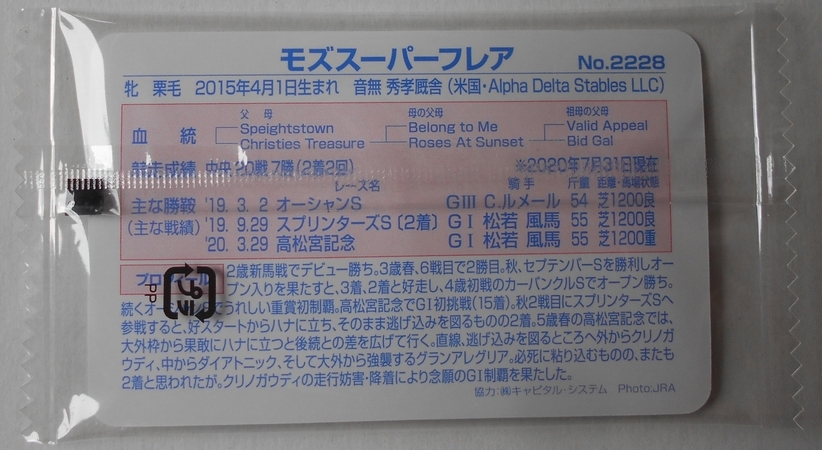 モズスーパーフレア No.2228
牝 栗毛 2015年4月1日生まれ 音無 秀孝厩舎(米国・Alpha Delta Stables LLC)
父 母 母の父母 祖母の父母
血統 Speightstown Belong to Me Valid Appeal
Christies Treasure Roses At Sunset Bid Gal
競走成績 中央20戦7勝(2着2回) ※2020年7月31日現在
レース名 騎手 斤量 距離・馬場状態
主な勝鞍 '19. 3. 2 オーシャンS GⅢ C.ルメール 54 芝1200良
(主な戦績) '19. 9.29 スプリンターズS〔2着〕 GⅠ 松若 風馬 55 芝1200良
'20. 3.29 高松宮記念 GⅠ 松若 風馬 55 芝1200重
プロフィール 2歳新馬戦でデビュー勝ち。3歳春、6戦目で2勝目。秋、セプテンバーSを勝利しオー
プン入りを果たすと、3着、2着と好走し、4歳初戦のカーバンクルSでオープン勝ち。
続くオーシャンSでうれしい重賞初制覇。高松宮記念でGⅠ初挑戦(15着)。秋2戦目にスプリンターズSへ
参戦すると、好スタートからハナに立ち、そのまま逃げ込みを図るものの2着。5歳春の高松宮記念では、
大外枠から果敢にハナに立つと後続との差を広げて行く。直線、逃げ込みを図るところへ外からクリノガ
ウディ、中からダイアトニック、そして大外から強襲するグランアレグリア。必死に粘り込むものの、またも
2着と思われたが。クリノガウディの走行妨害・降着により念願のGⅠ制覇を果たした。
協力:㈱キャピタル・システム Photo:JRA
PP